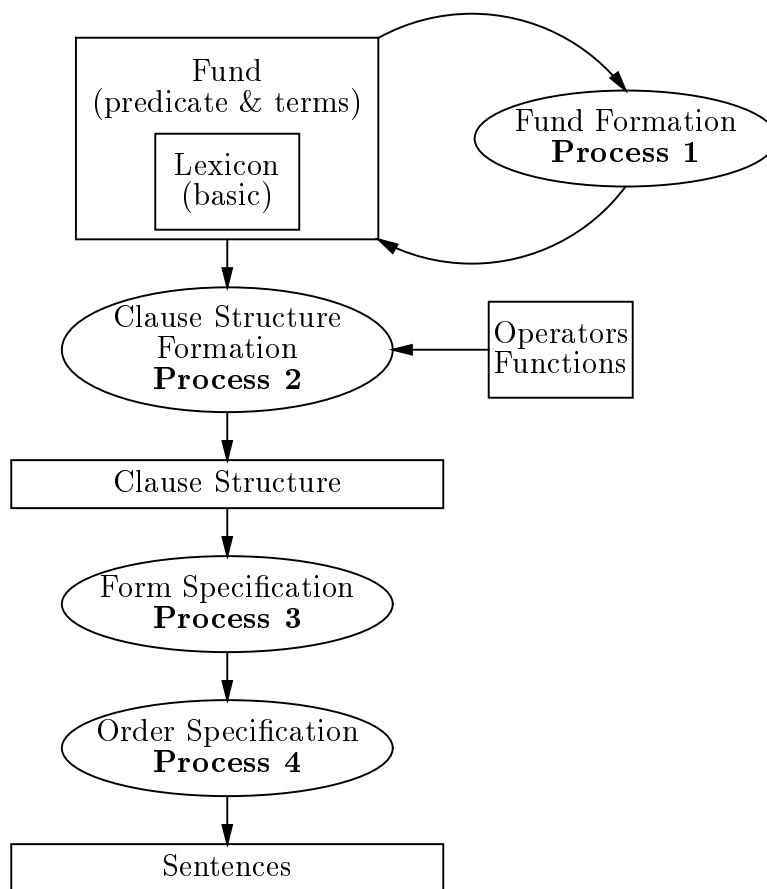 Fund
(predicate & terms)
Lexicon
(basic)
Fund Formation
Process 1
Clause Structure
Formation
Process 2
Operators
Functions
Clause Structure
Form Specification
Process 3
Order Specification
Process 4
Sentences